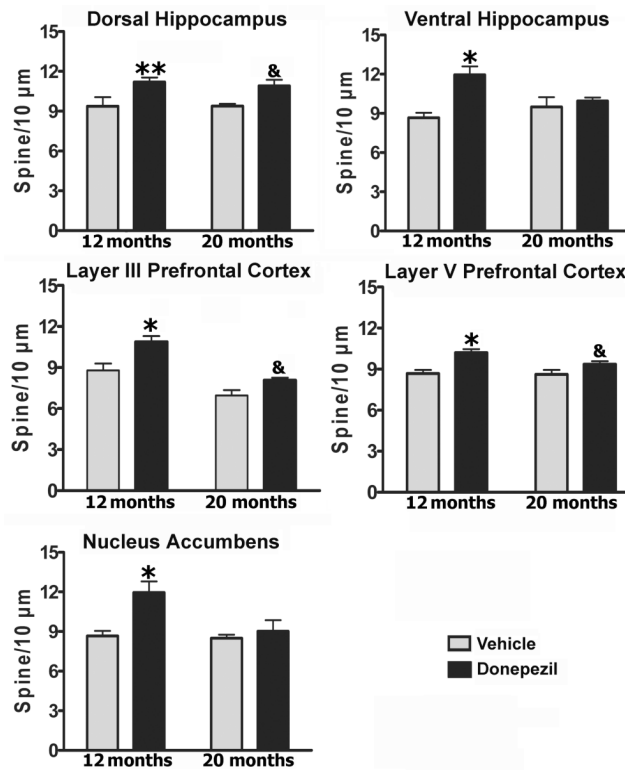 Dorsal Hippocampus
Spine/10 µm
15
12
9
6
3
0
**
&
12 months
20 months
Ventral Hippocampus
Spine/10 µm
15
12
9
6
3
0
*
12 months
20 months
Layer III Prefrontal Cortex
Spine/10 µm
15
12
9
6
3
0
*
&
12 months
20 months
Layer V Prefrontal Cortex
Spine/10 µm
15
12
9
6
3
0
*
&
12 months
20 months
Nucleus Accumbens
Spine/10 µm
15
12
9
6
3
0
*
12 months
20 months
Vehicle
Donepezil